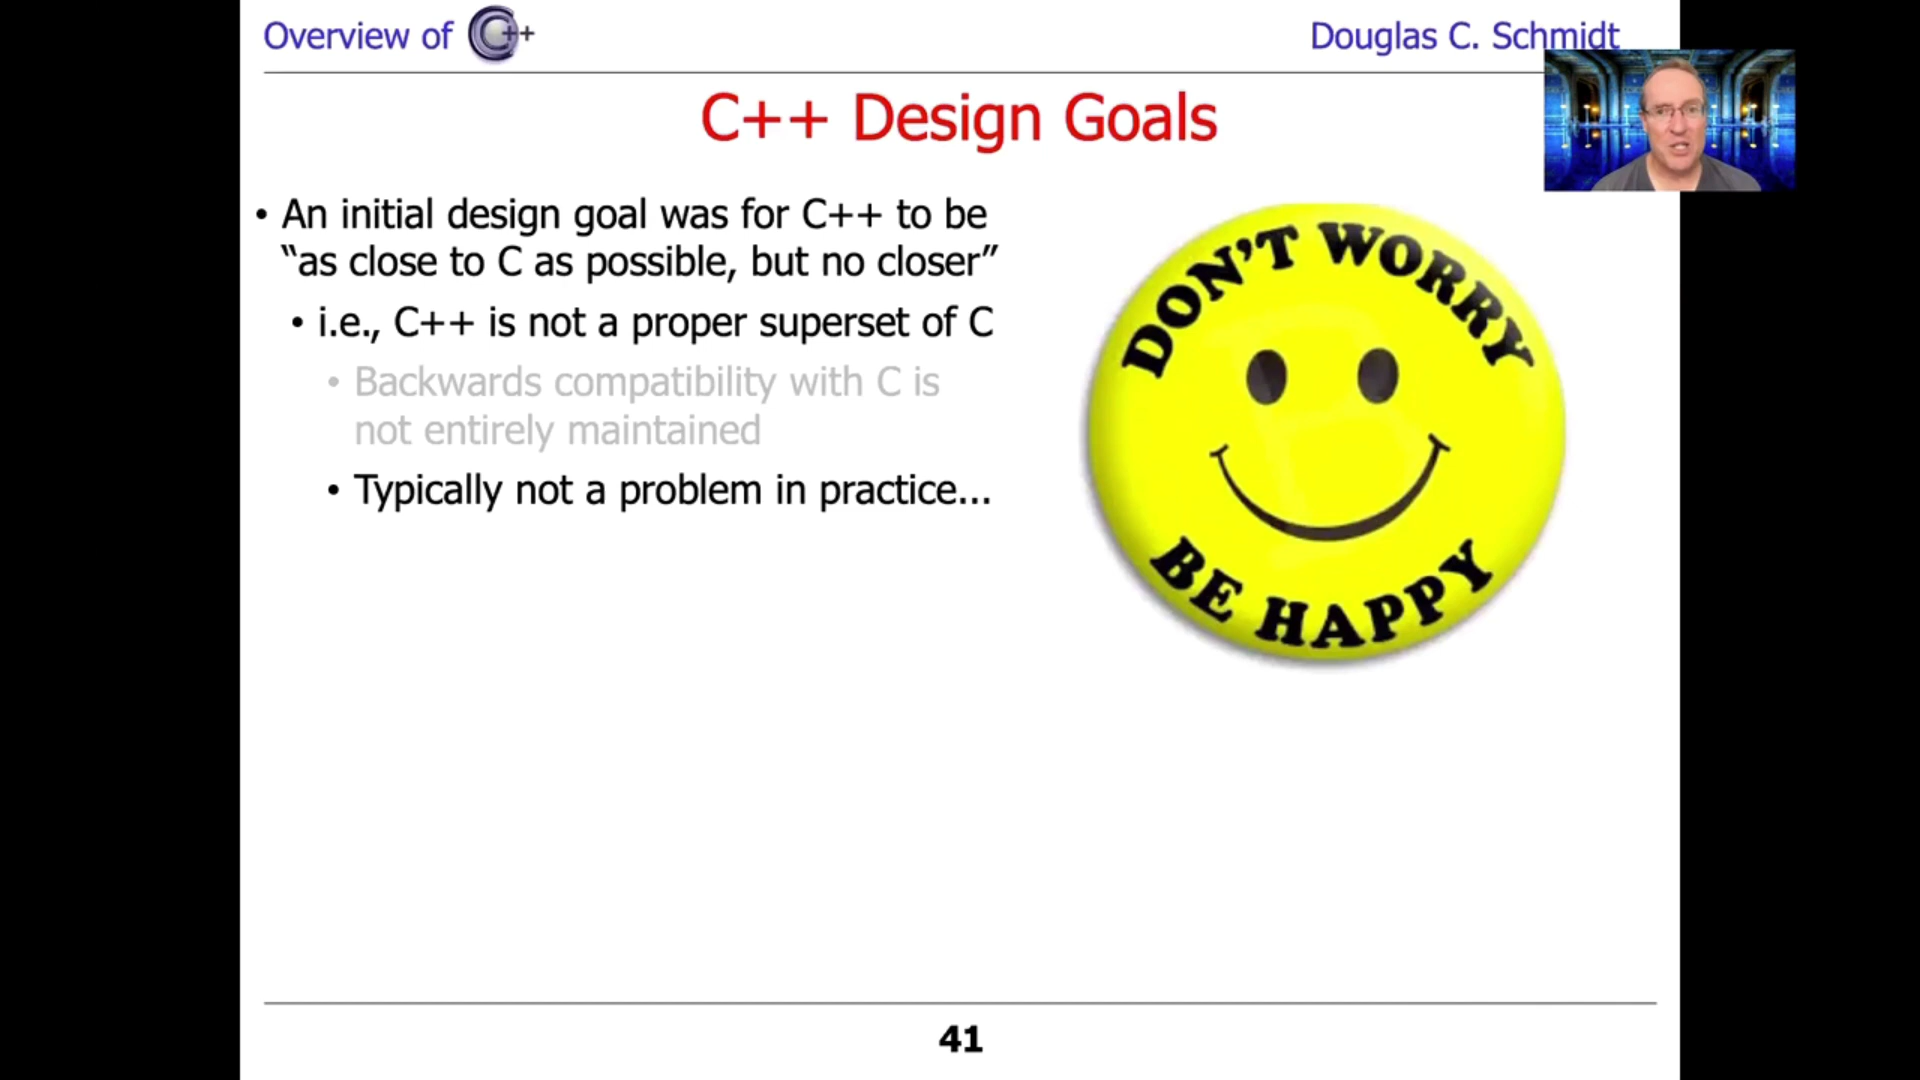 Overview of C++
Douglas C. Schmidt
C++ Design Goals
• An initial design goal was for C++ to be
“as close to C as possible, but no closer”
• i.e., C++ is not a proper superset of C
• Backwards compatibility with C is
not entirely maintained
• Typically not a problem in practice...
DON'T WORRY
BE HAPPY
41